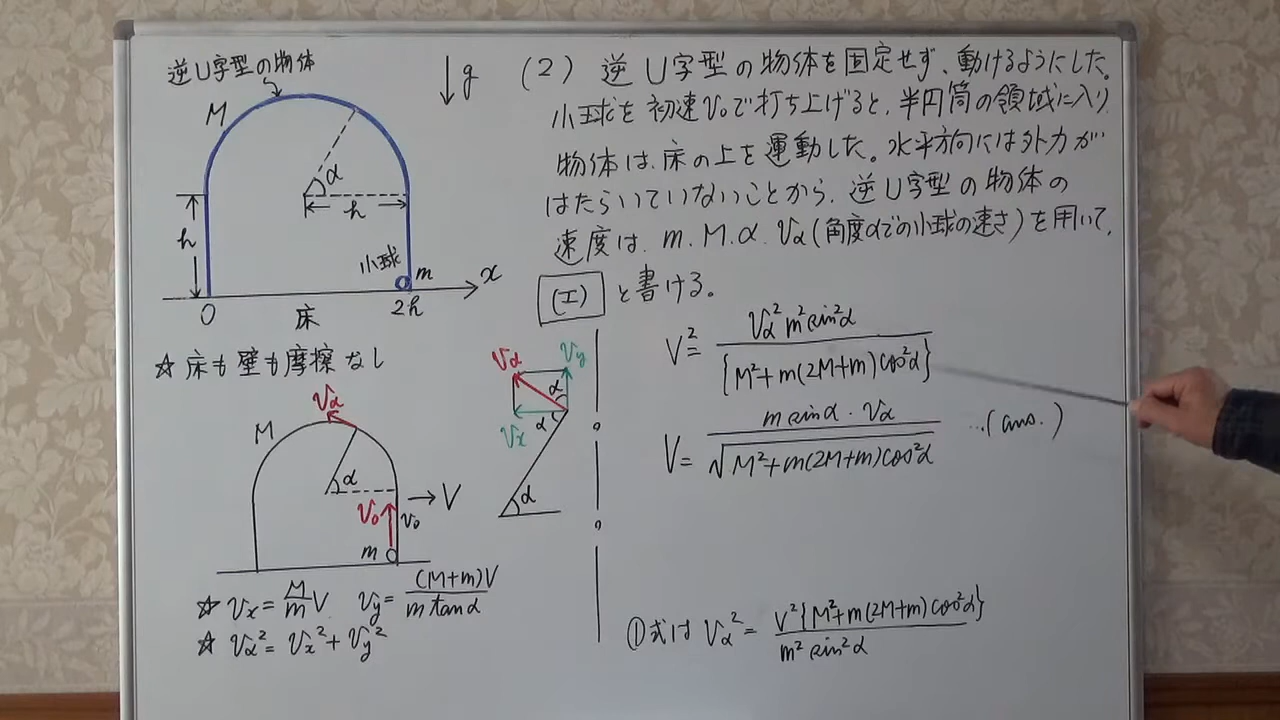 逆U字型の物体
M
↓g
α
h
h
小球
m
x
0
床
2h
☆ 床も壁も摩擦なし
(2) 逆U字型の物体を固定せず、動けるようにした。
小球を初速v₀で打ち上げると、半円筒の領域に入り
物体は、床の上を運動した。水平方向には外力が
はたらいていないことから、逆U字型の物体の
速度は、m、M、α、Vα(角度αでの小球の速さ)を用いて、
(エ) と書ける。
Vα
M
α
→V
V₀
v₀
m
Vα
Vy
α
α
Vx
α
V² = Vα² m² sin²α / {M²+m(2M+m)cos²α}
V = m sinα・Vα / √M²+m(2M+m)cos²α …(ans.)
☆ Vx = M/m V Vy = (M+m)V / m tanα
☆ Vα² = Vx² + Vy²
①式は Vα² = V²{M²+m(2M+m)cos²α} / m² sin²α